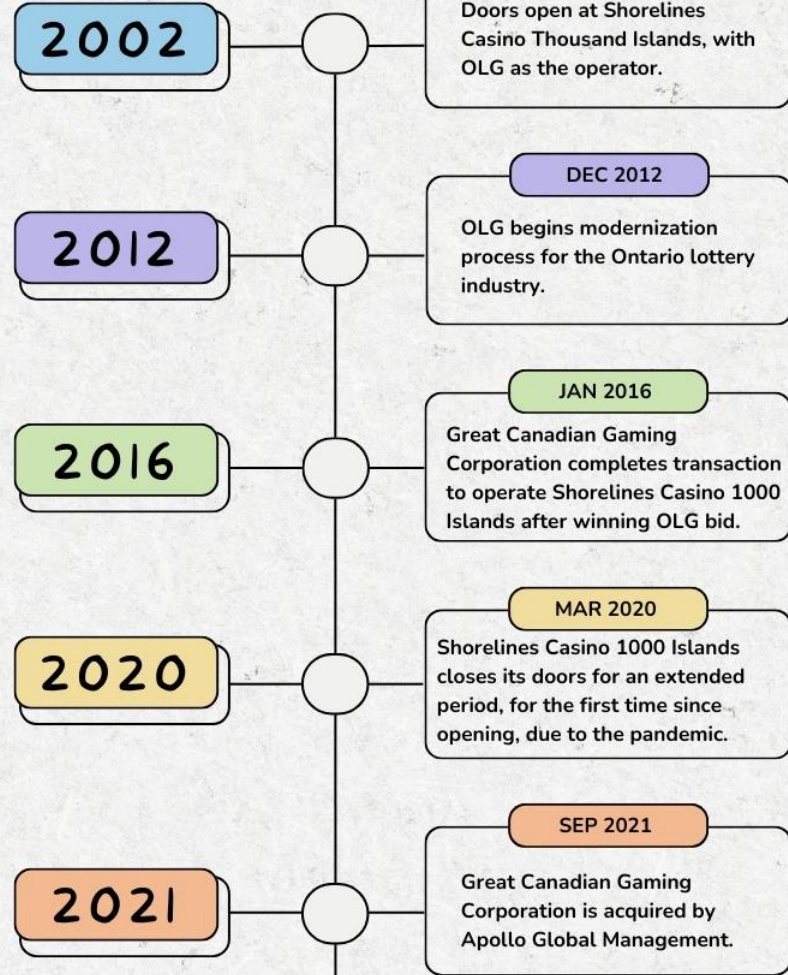 2002
Doors open at Shorelines
Casino Thousand Islands, with
OLG as the operator.
2012
DEC 2012
OLG begins modernization
process for the Ontario lottery
industry.
2016
JAN 2016
Great Canadian Gaming
Corporation completes transaction
to operate Shorelines Casino 1000
Islands after winning OLG bid.
2020
MAR 2020
Shorelines Casino 1000 Islands
closes its doors for an extended
period, for the first time since
opening, due to the pandemic.
2021
SEP 2021
Great Canadian Gaming
Corporation is acquired by
Apollo Global Management.